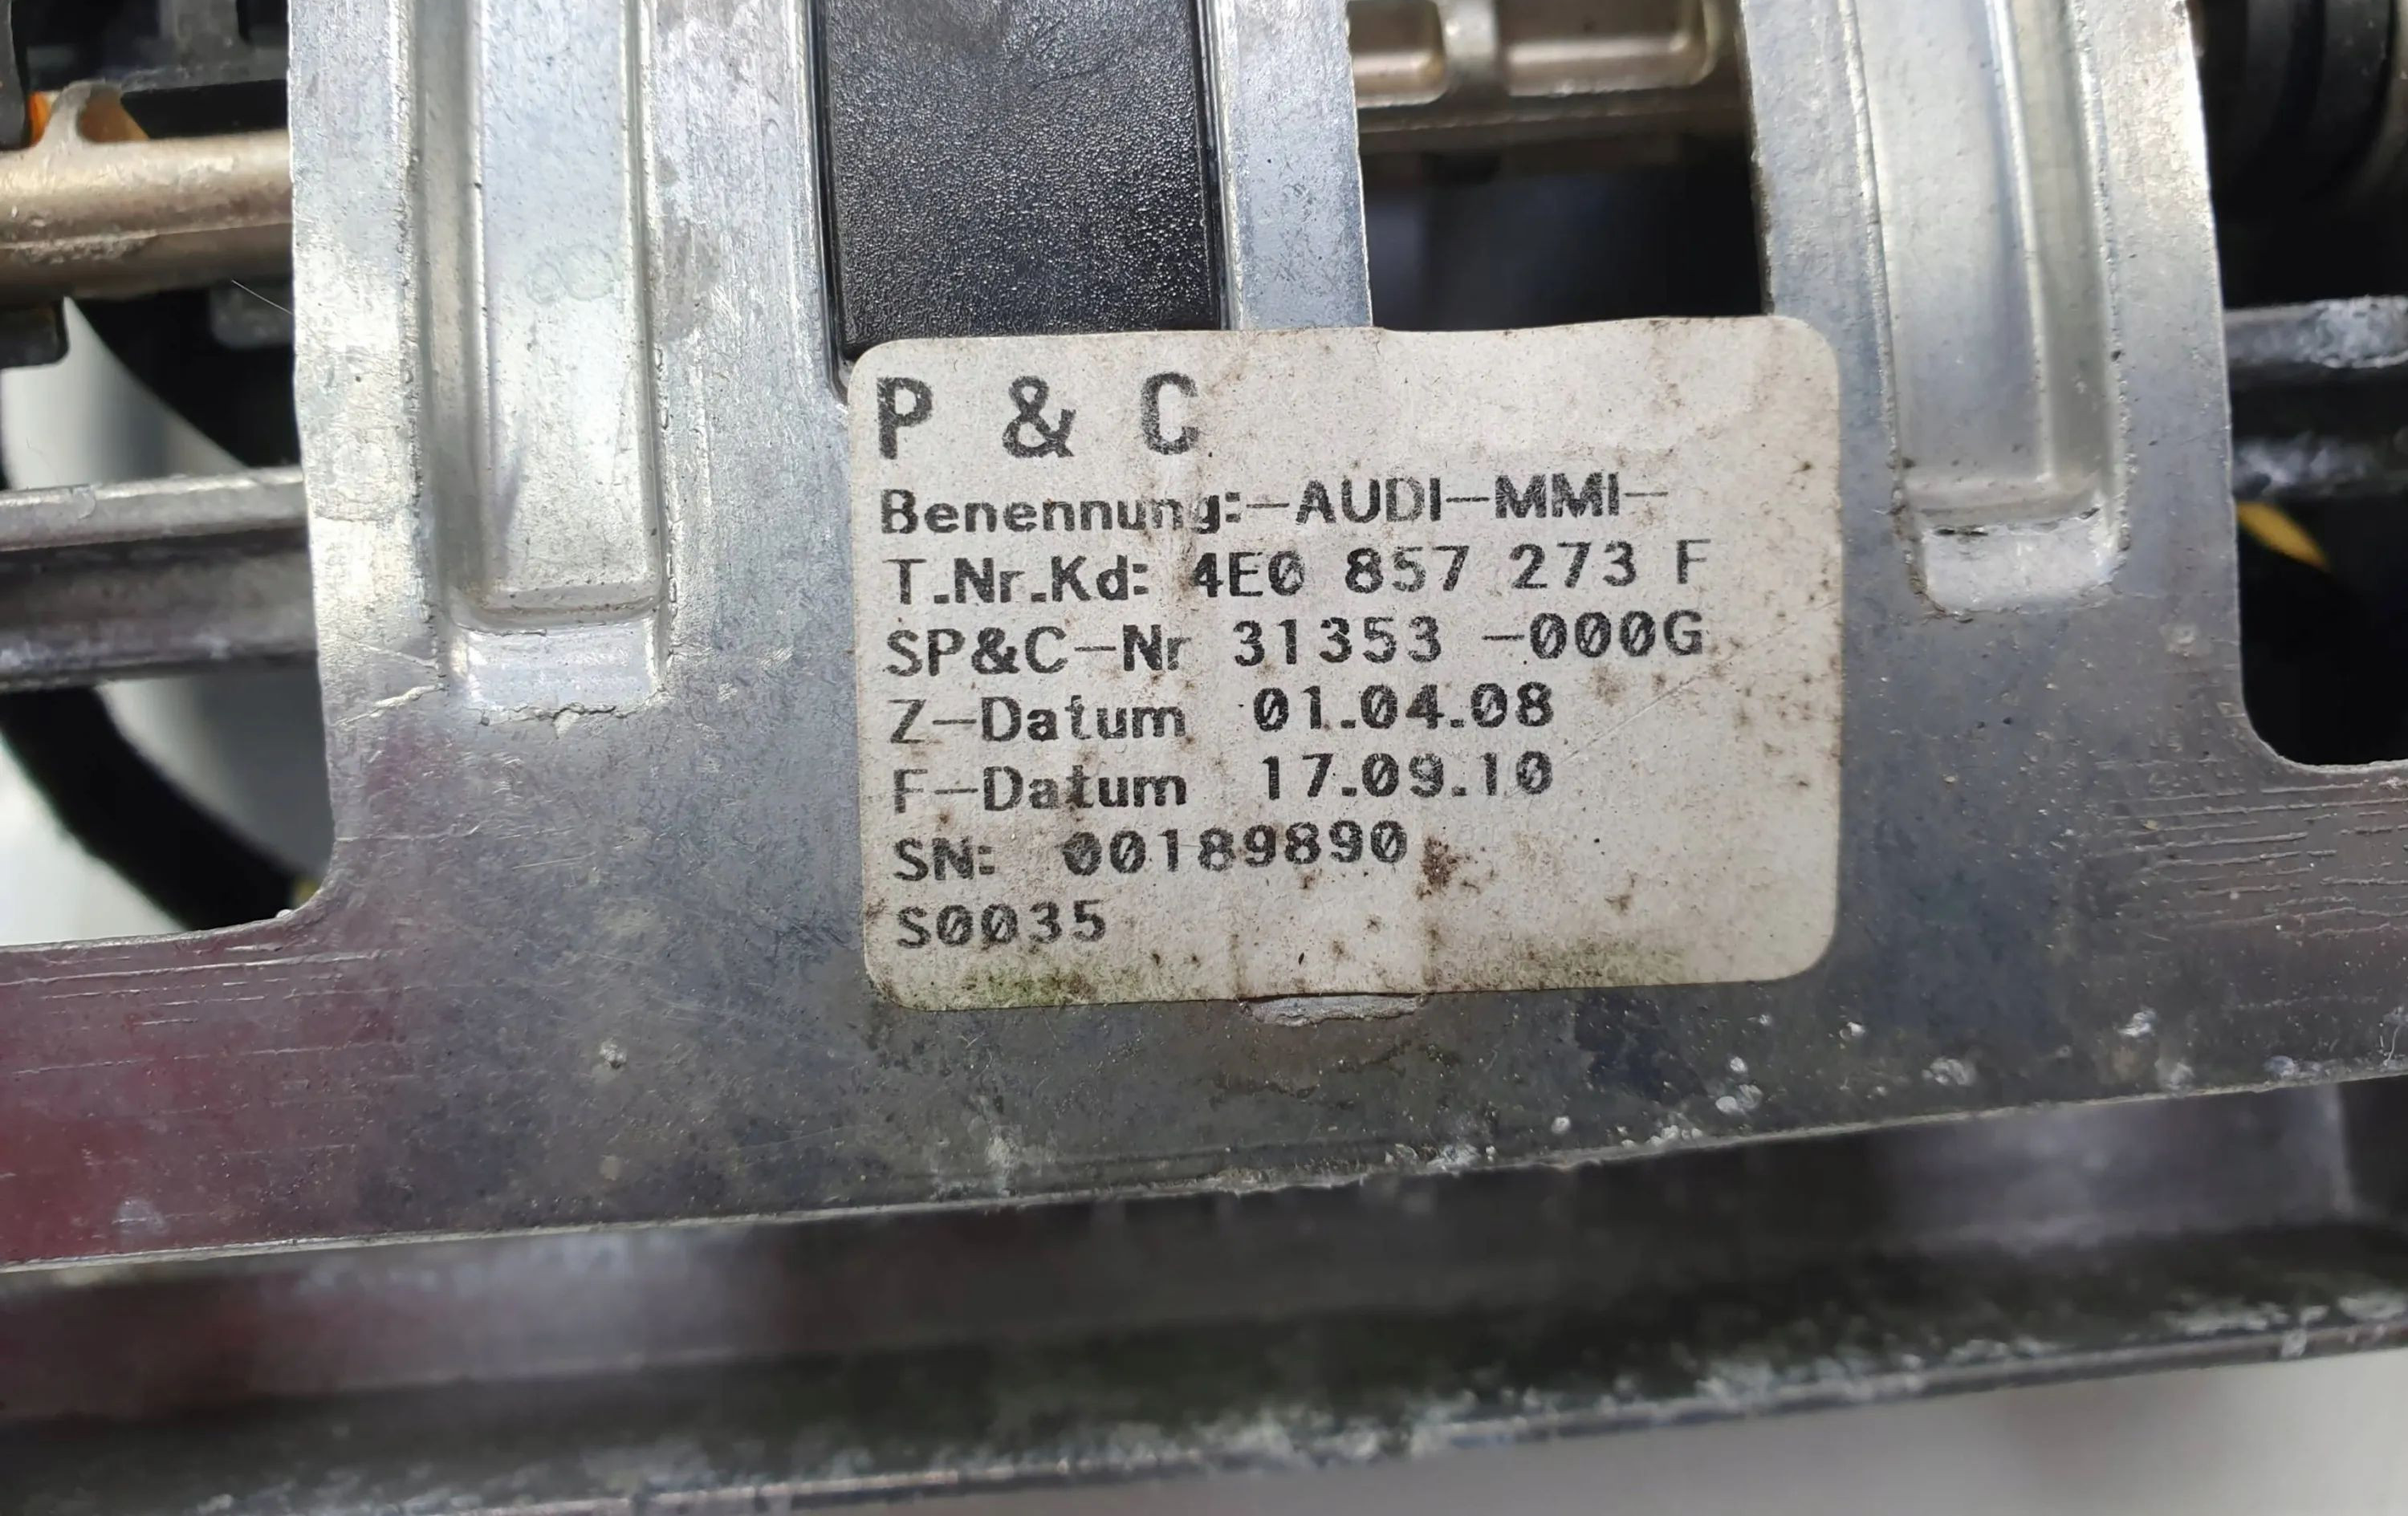 P & C
Benennung:-AUDI-MMI-
T.Nr.Kd: 4E0 857 273 F
SP&C-Nr 31353 -000G
Z-Datum 01.04.08
F-Datum 17.09.10
SN: 00189890
S0035